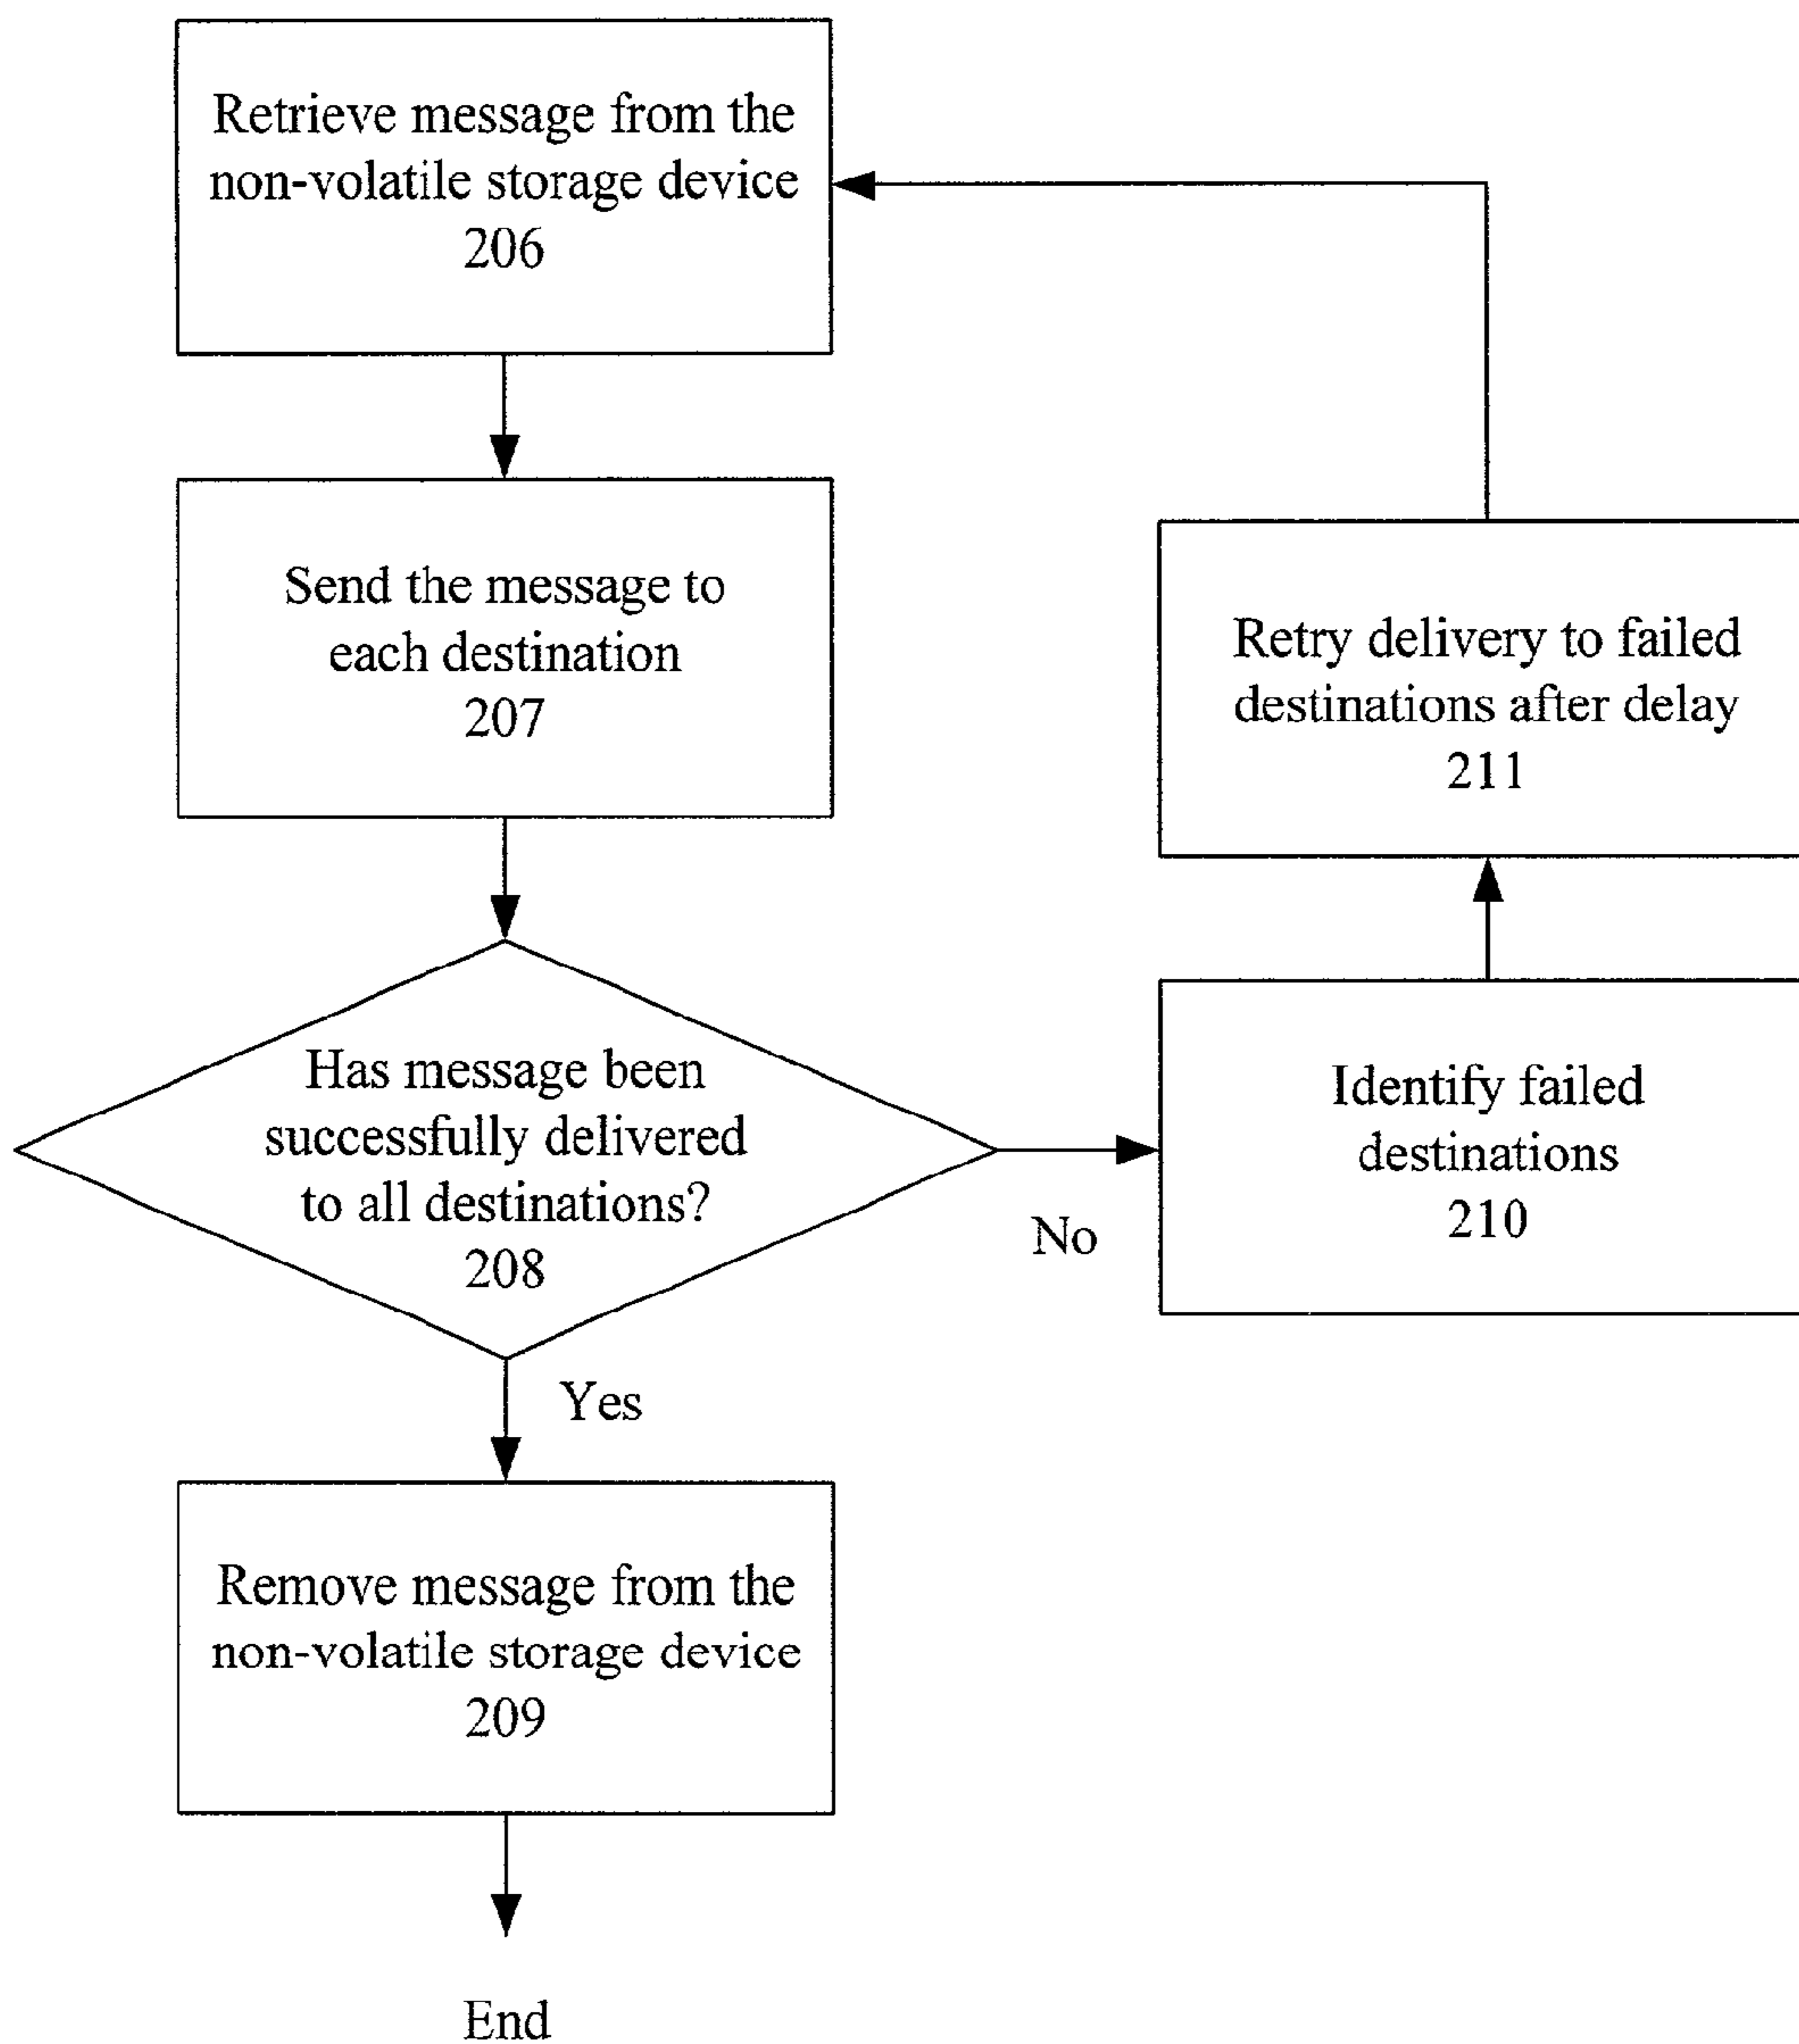 Retrieve message from the
non-volatile storage device
206
Send the message to
each destination
207
Retry delivery to failed
destinations after delay
211
Has message been
successfully delivered
to all destinations?
208
No
Identify failed
destinations
210
Yes
Remove message from the
non-volatile storage device
209
End